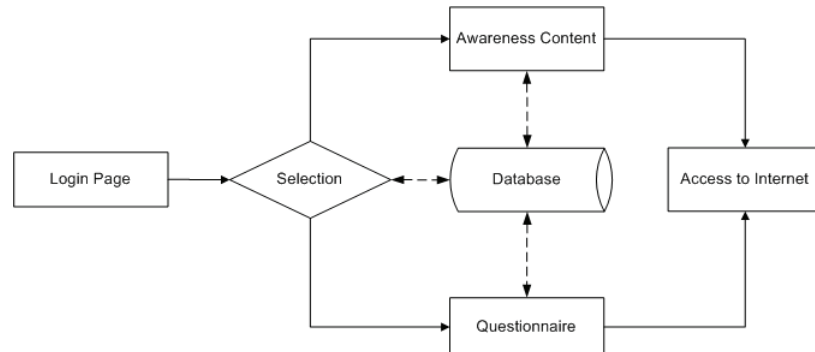 Awareness Content
Login Page
Selection
Database
Access to Internet
Questionnaire